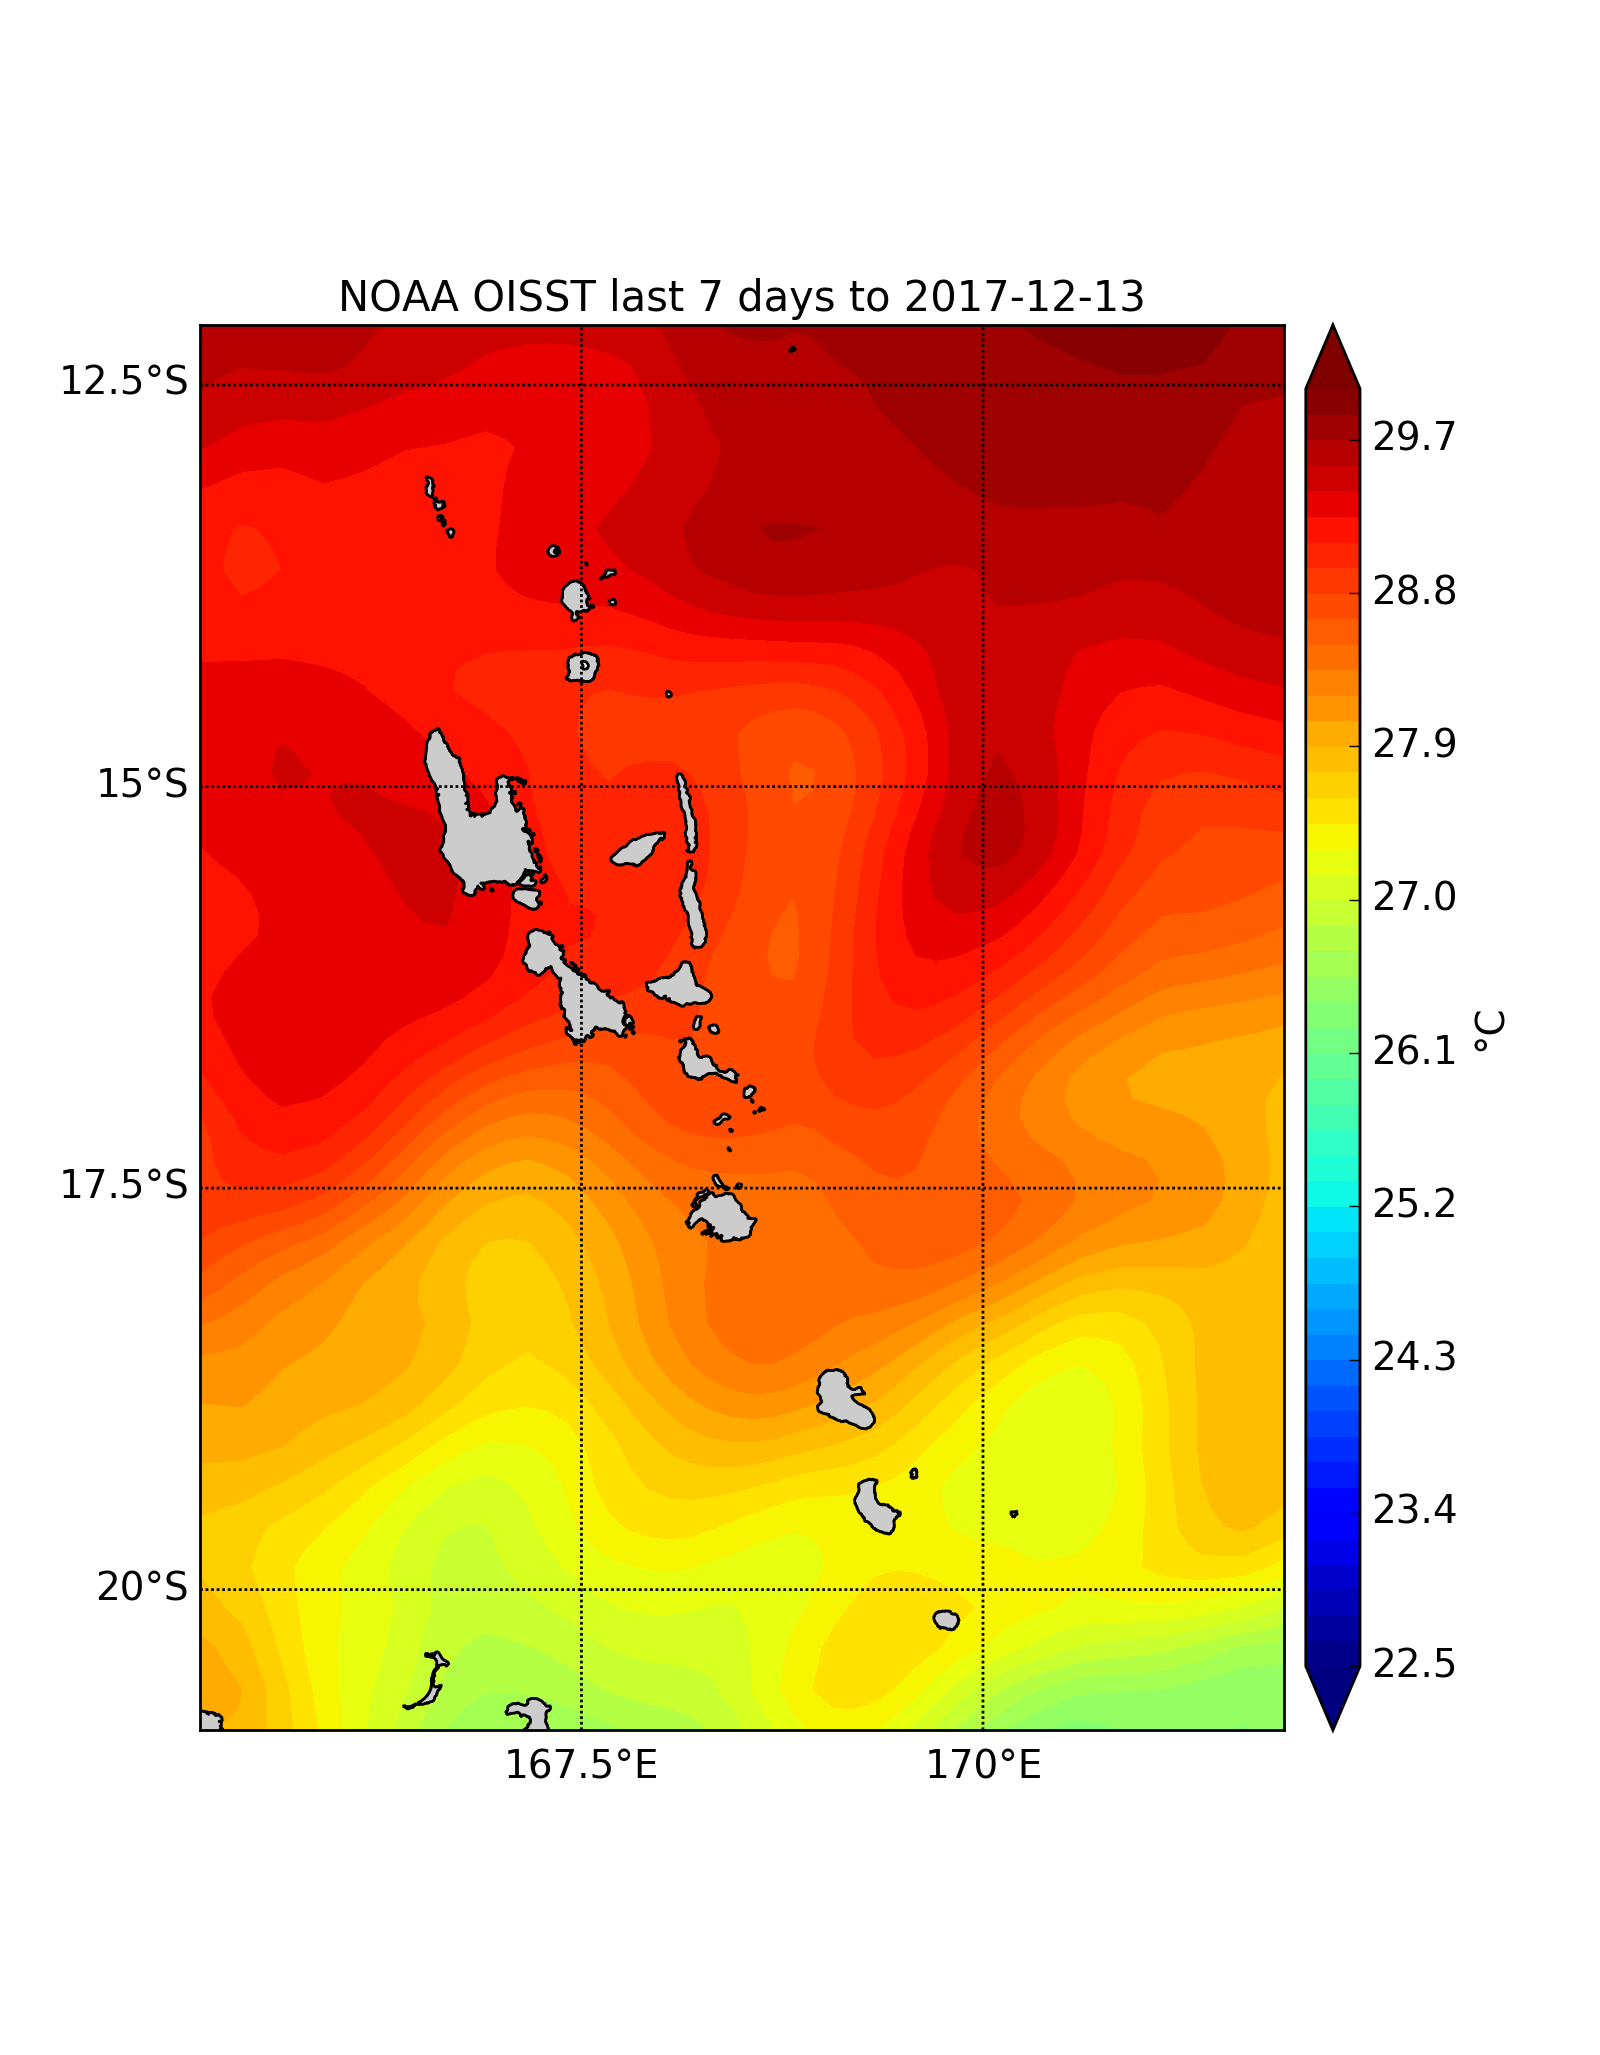 NOAA OISST last 7 days to 2017-12-13
12.5°S
15°S
17.5°S
20°S
167.5°E
170°E
29.7
28.8
27.9
27.0
26.1
25.2
24.3
23.4
22.5
°C